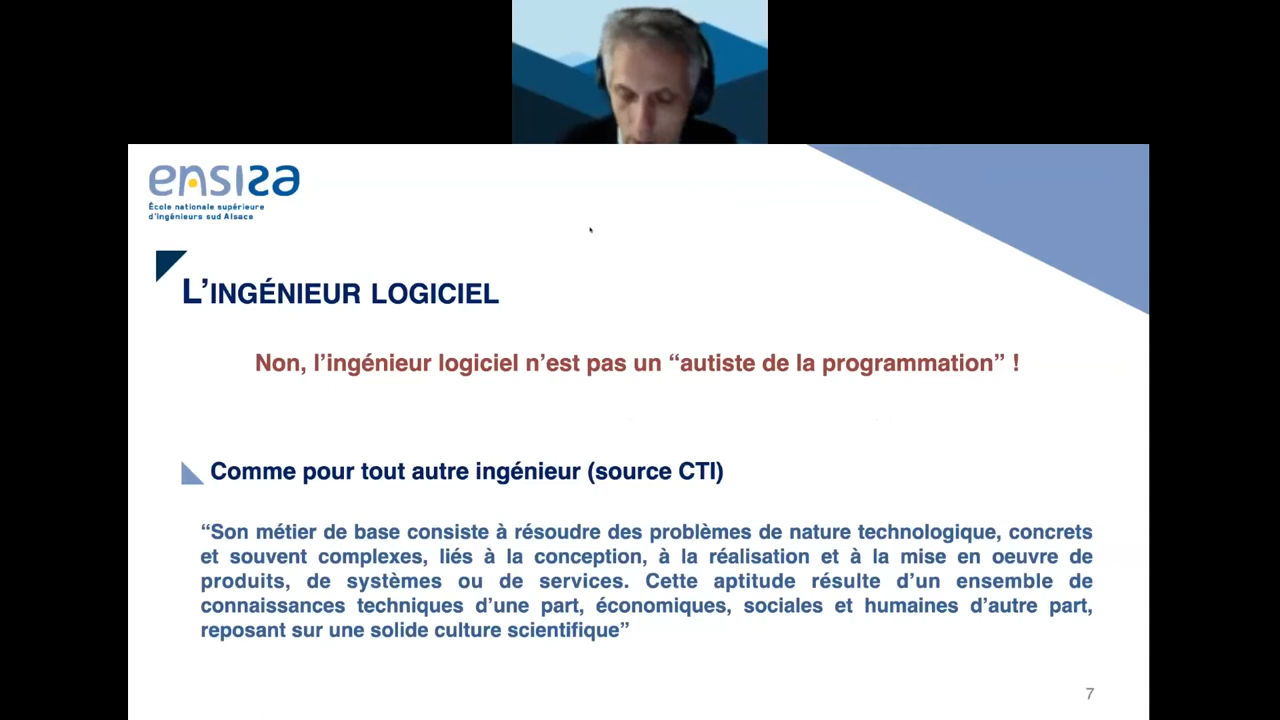 ensisa
École nationale supérieure
d'ingénieurs sud Alsace
L'INGÉNIEUR LOGICIEL
Non, l'ingénieur logiciel n'est pas un “autiste de la programmation” !
Comme pour tout autre ingénieur (source CTI)
“Son métier de base consiste à résoudre des problèmes de nature technologique, concrets
et souvent complexes, liés à la conception, à la réalisation et à la mise en oeuvre de
produits, de systèmes ou de services. Cette aptitude résulte d'un ensemble de
connaissances techniques d'une part, économiques, sociales et humaines d'autre part,
reposant sur une solide culture scientifique”
7